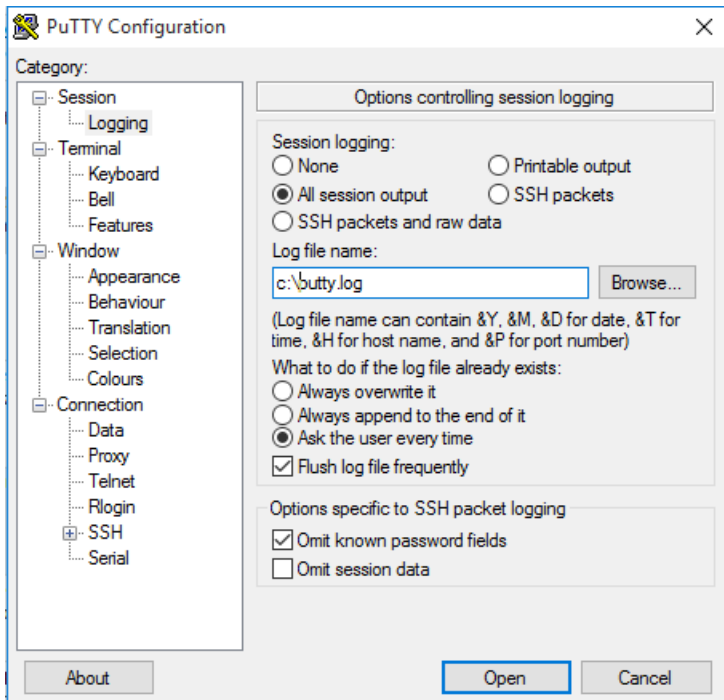 PuTTY Configuration
Category:
Session
Logging
Terminal
Keyboard
Bell
Features
Window
Appearance
Behaviour
Translation
Selection
Colours
Connection
Data
Proxy
Telnet
Rlogin
SSH
Serial
Options controlling session logging
Session logging:
None
Printable output
All session output
SSH packets
SSH packets and raw data
Log file name:
c:\putty.log
Browse...
(Log file name can contain &Y, &M, &D for date, &T for
time, &H for host name, and &P for port number)
What to do if the log file already exists:
Always overwrite it
Always append to the end of it
Ask the user every time
Flush log file frequently
Options specific to SSH packet logging
Omit known password fields
Omit session data
About
Open
Cancel